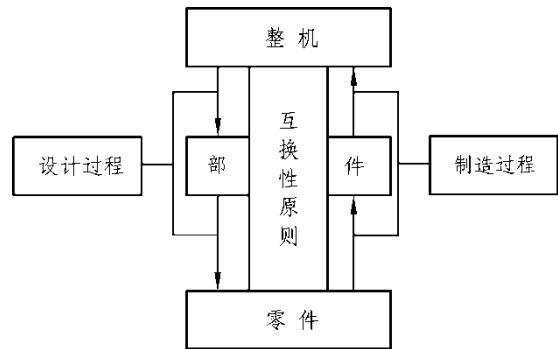 整机
互换性原则
设计过程
部件
制造过程
零件